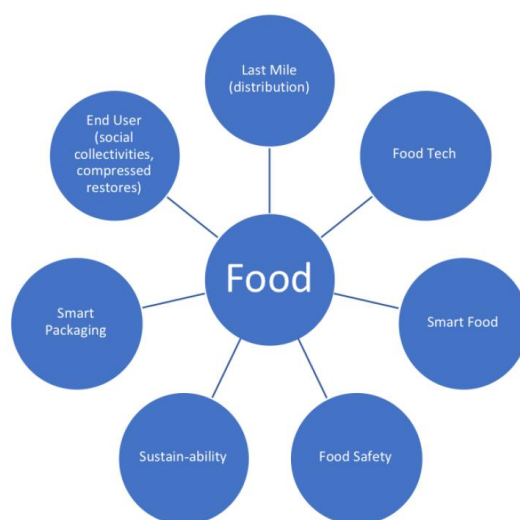 Last Mile
(distribution)
Food Tech
Smart Food
Food Safety
Sustain-ability
Smart
Packaging
End User
(social
collectivities,
compressed
restores)
Food